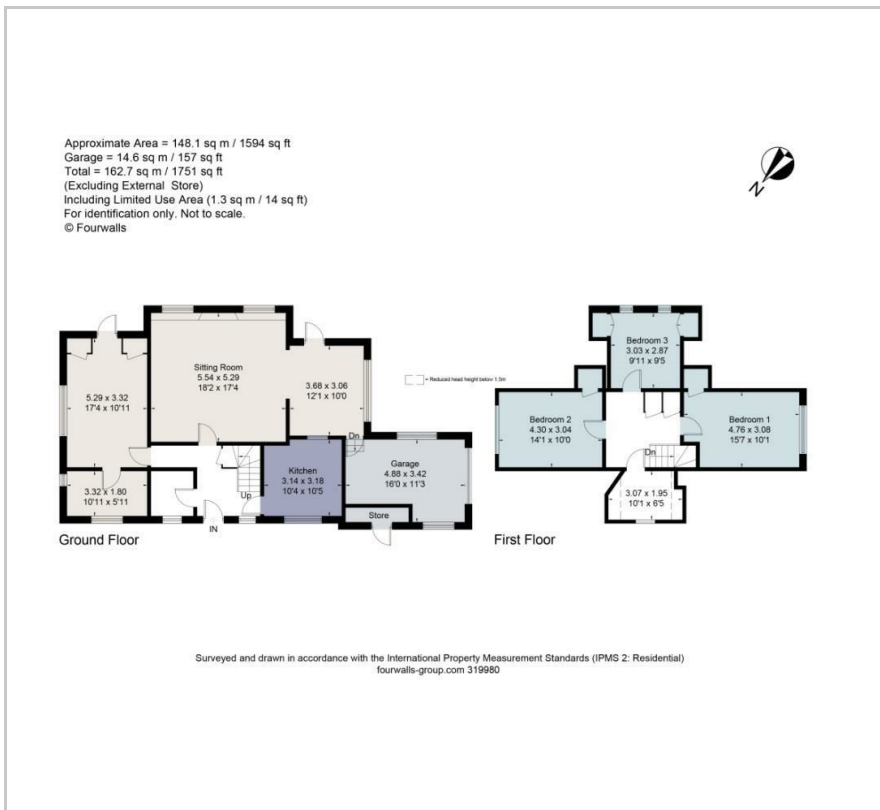 Approximate Area = 148.1 sq m / 1594 sq ft
Garage = 14.6 sq m / 157 sq ft
Total = 162.7 sq m / 1751 sq ft
(Excluding External Store)
Including Limited Use Area (1.3 sq m / 14 sq ft)
For identification only. Not to scale.
© Fourwalls
N
Sitting Room
5.54 x 5.29
18'2 x 17'4
5.29 x 3.32
17'4 x 10'11
3.68 x 3.06
12'1 x 10'0
= Reduced head height below 1.5m
Dn
Kitchen
3.14 x 3.18
10'4 x 10'5
Garage
4.88 x 3.42
16'0 x 11'3
3.32 x 1.80
10'11 x 5'11
Up
Store
IN
Ground Floor
Bedroom 3
3.03 x 2.87
9'11 x 9'5
Bedroom 2
4.30 x 3.04
14'1 x 10'0
Bedroom 1
4.76 x 3.08
15'7 x 10'1
Dn
3.07 x 1.95
10'1 x 6'5
First Floor
Surveyed and drawn in accordance with the International Property Measurement Standards (IPMS 2: Residential)
fourwalls-group.com 319980